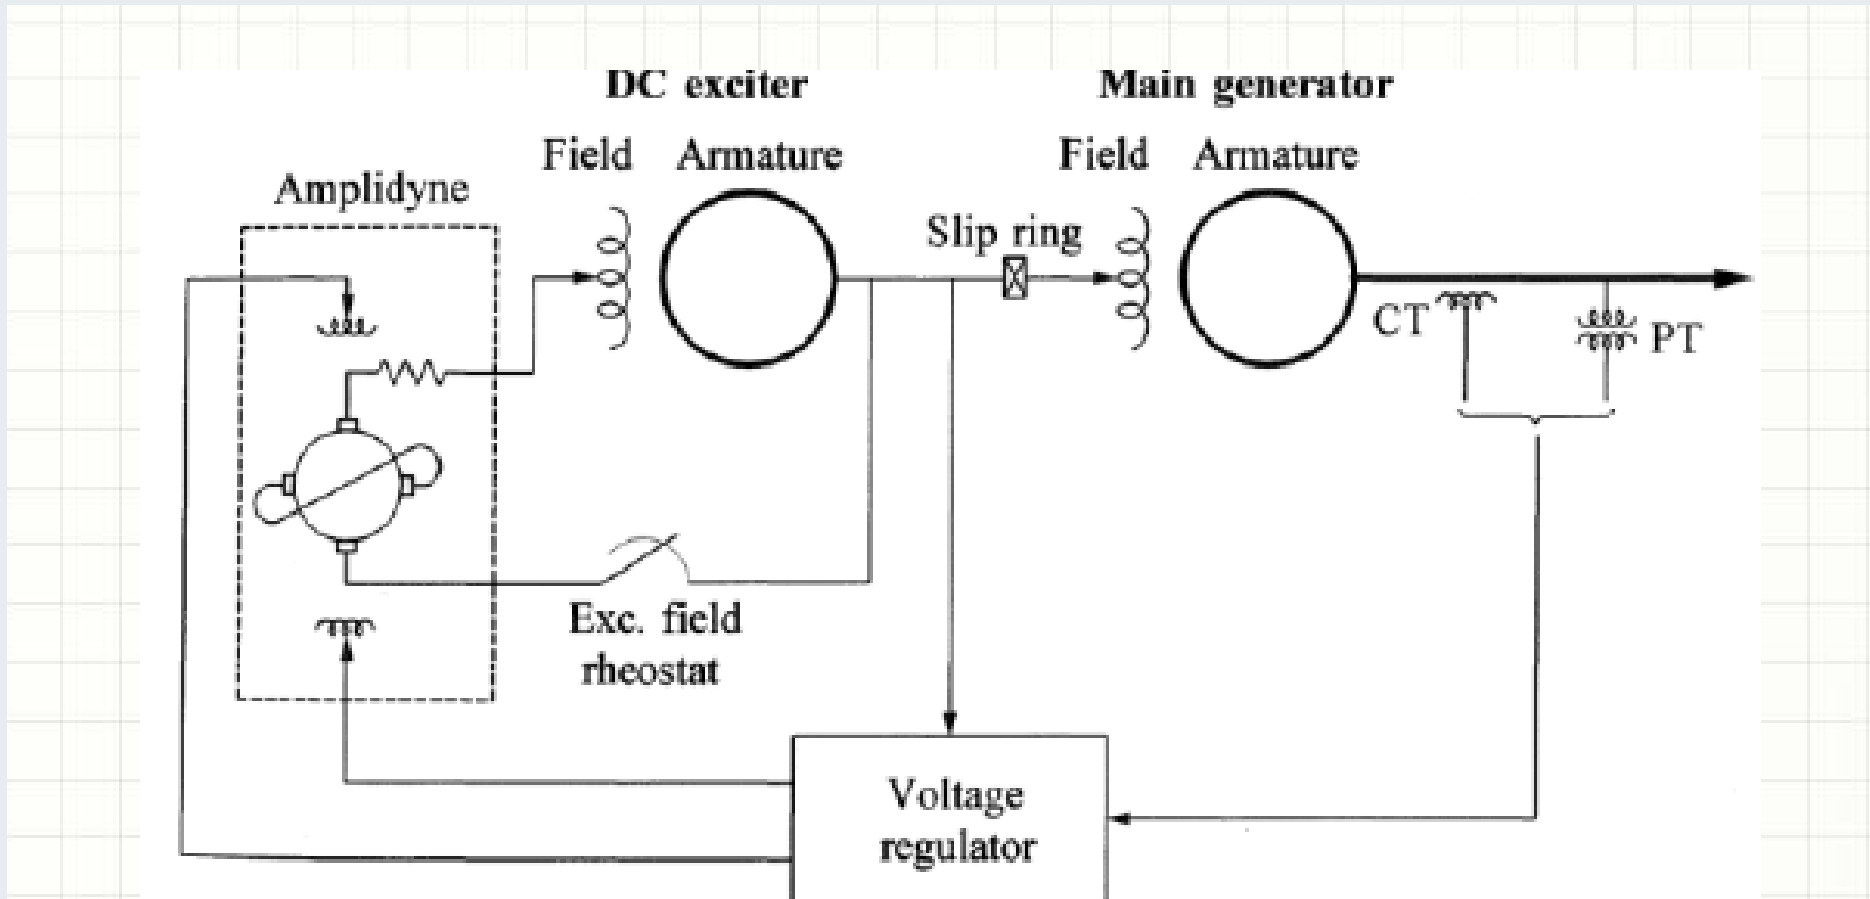 DC exciter
Main generator
Field Armature
Field Armature
Amplidyne
Slip ring
CT
PT
Exc. field
rheostat
Voltage
regulator